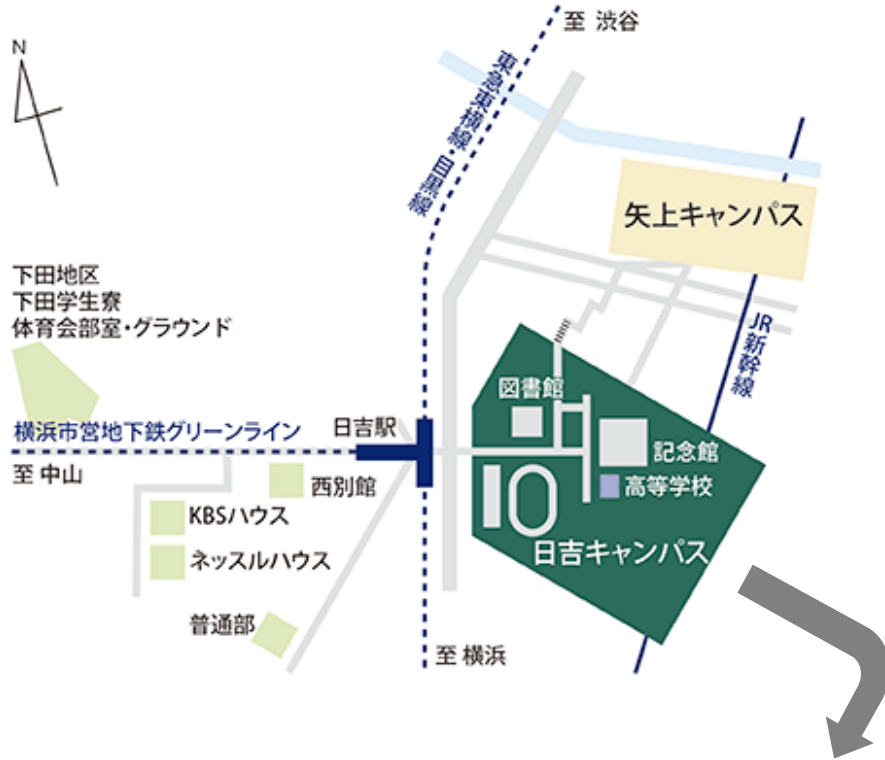 至 渋谷
N
東急東横線・目黒線
矢上キャンパス
下田地区
下田学生寮
体育会部室・グラウンド
JR新幹線
図書館
横浜市営地下鉄グリーンライン
日吉駅
記念館
至 中山
西別館
高等学校
KBSハウス
日吉キャンパス
ネッスルハウス
普通部
至 横浜